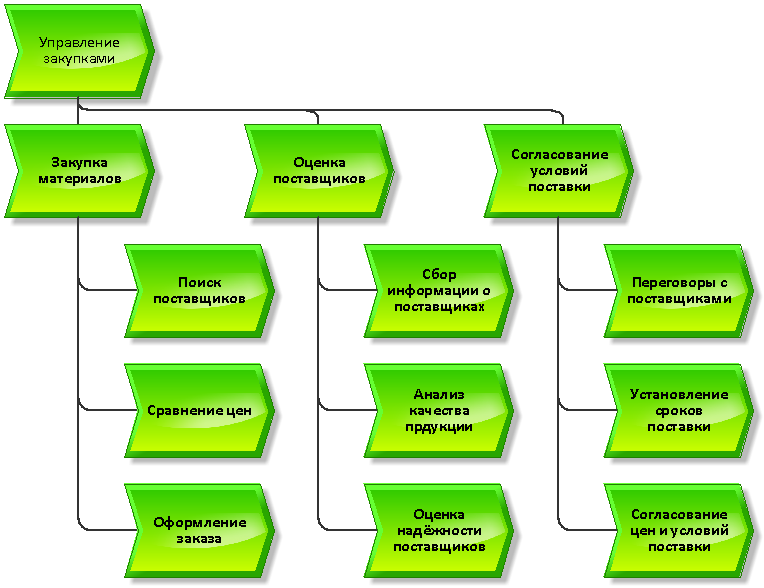 Управление
закупками
Закупка
материалов
Оценка
поставщиков
Согласование
условий
поставки
Поиск
поставщиков
Сбор
информации о
поставщиках
Переговоры с
поставщиками
Сравнение цен
Анализ
качества
прдукции
Установление
сроков
поставки
Оформление
заказа
Оценка
надёжности
поставщиков
Согласование
цен и условий
поставки